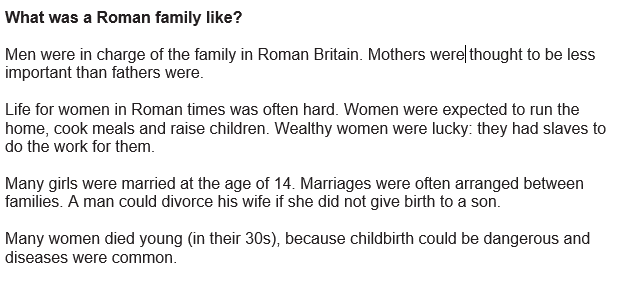 What was a Roman family like?
Men were in charge of the family in Roman Britain. Mothers were thought to be less
important than fathers were.
Life for women in Roman times was often hard. Women were expected to run the
home, cook meals and raise children. Wealthy women were lucky: they had slaves to
do the work for them.
Many girls were married at the age of 14. Marriages were often arranged between
families. A man could divorce his wife if she did not give birth to a son.
Many women died young (in their 30s), because childbirth could be dangerous and
diseases were common.